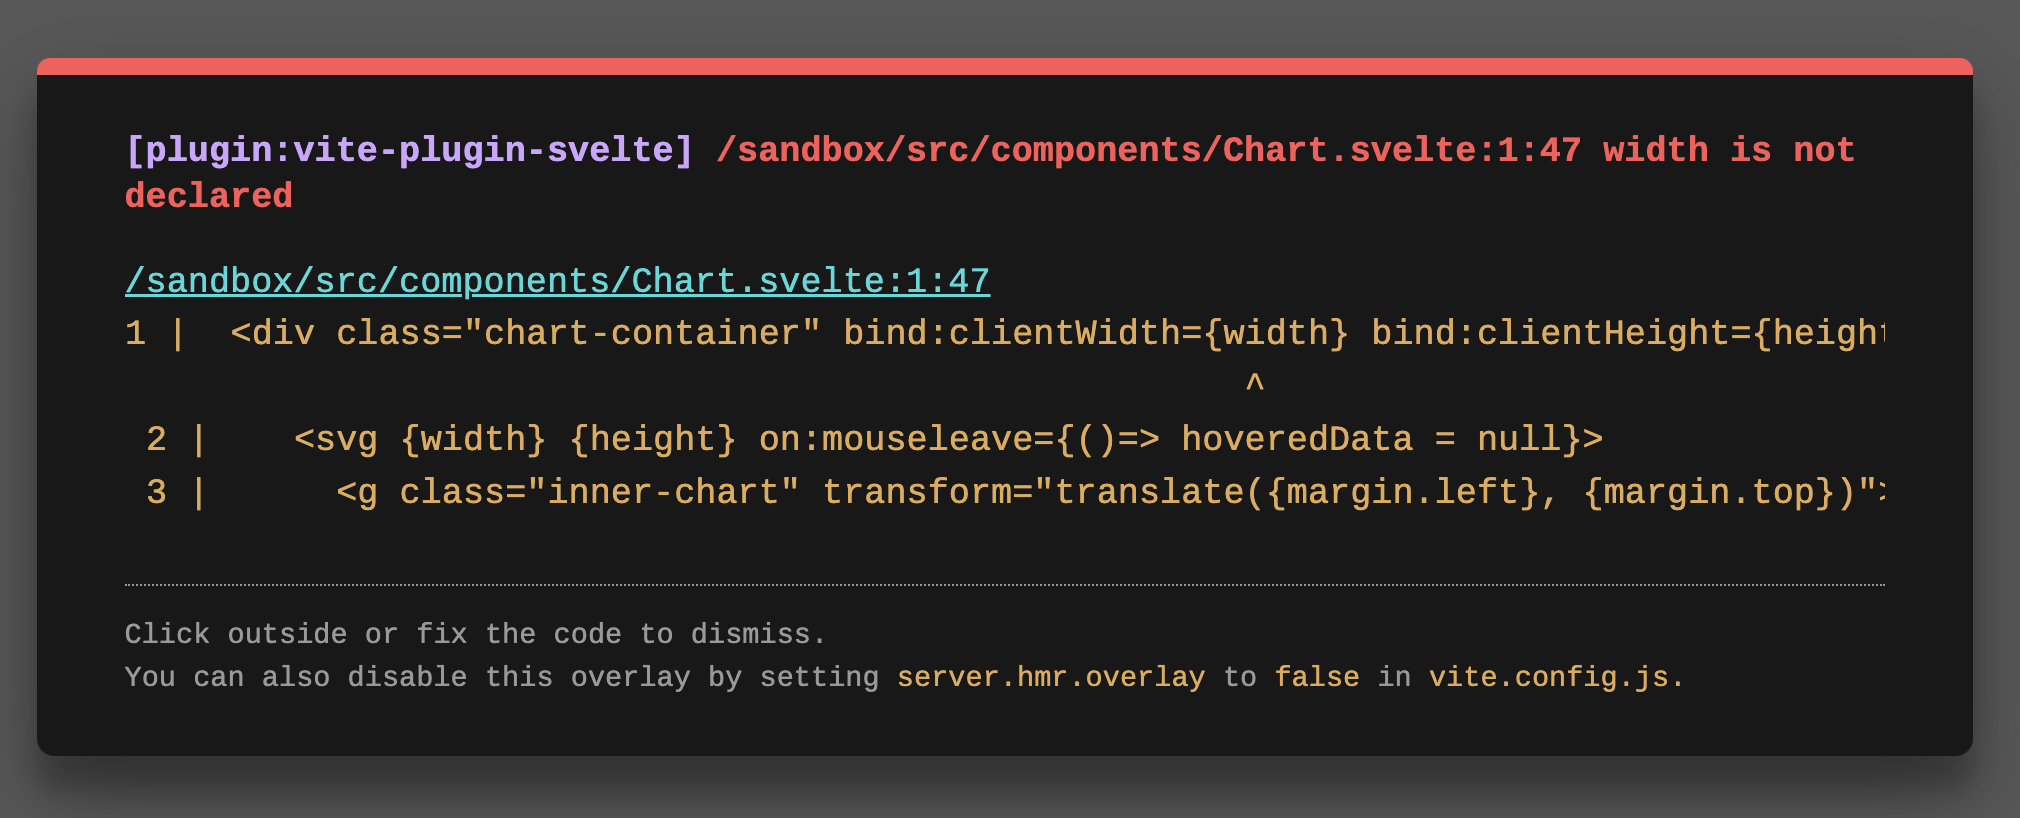 [plugin:vite-plugin-svelte] /sandbox/src/components/Chart.svelte:1:47 width is not
declared
/sandbox/src/components/Chart.svelte:1:47
1 |  <div class="chart-container" bind:clientWidth={width} bind:clientHeight={height
^
2 |    <svg {width} {height} on:mouseleave={()=> hoveredData = null}>
3 |      <g class="inner-chart" transform="translate({margin.left}, {margin.top})">
Click outside or fix the code to dismiss.
You can also disable this overlay by setting server.hmr.overlay to false in vite.config.js.